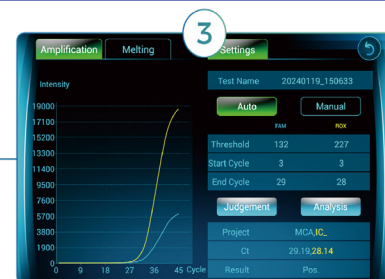 3
Amplification Melting Settings
Intensity
19000
17100
15200
13300
11400
9500
7600
5700
3800
1900
0
0 9 18 27 36 45 Cycle
Test Name 20240119_150633
Auto Manual
FAM ROX
Threshold 132 227
Start Cycle 3 3
End Cycle 29 28
Judgement Analysis
Project MCA,IC_
Ct 29.19,28.14
Result Pos.